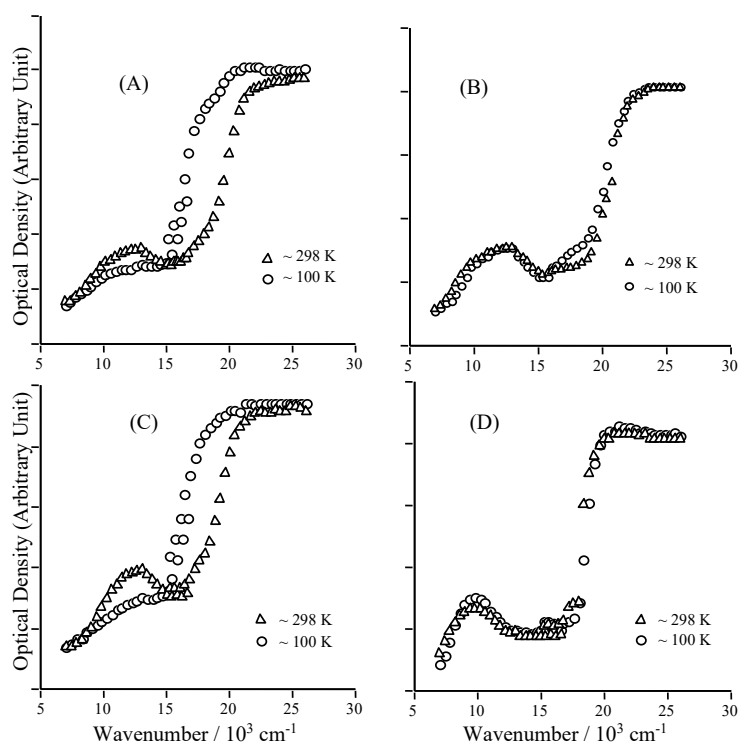 Optical Density (Arbitrary Unit)
(A)
~ 298 K
~ 100 K
5 10 15 20 25 30
(B)
~ 298 K
~ 100 K
5 10 15 20 25 30
Optical Density (Arbitrary Unit)
(C)
~ 298 K
~ 100 K
5 10 15 20 25 30
Wavenumber / 10³ cm⁻¹
(D)
~ 298 K
~ 100 K
5 10 15 20 25 30
Wavenumber / 10³ cm⁻¹